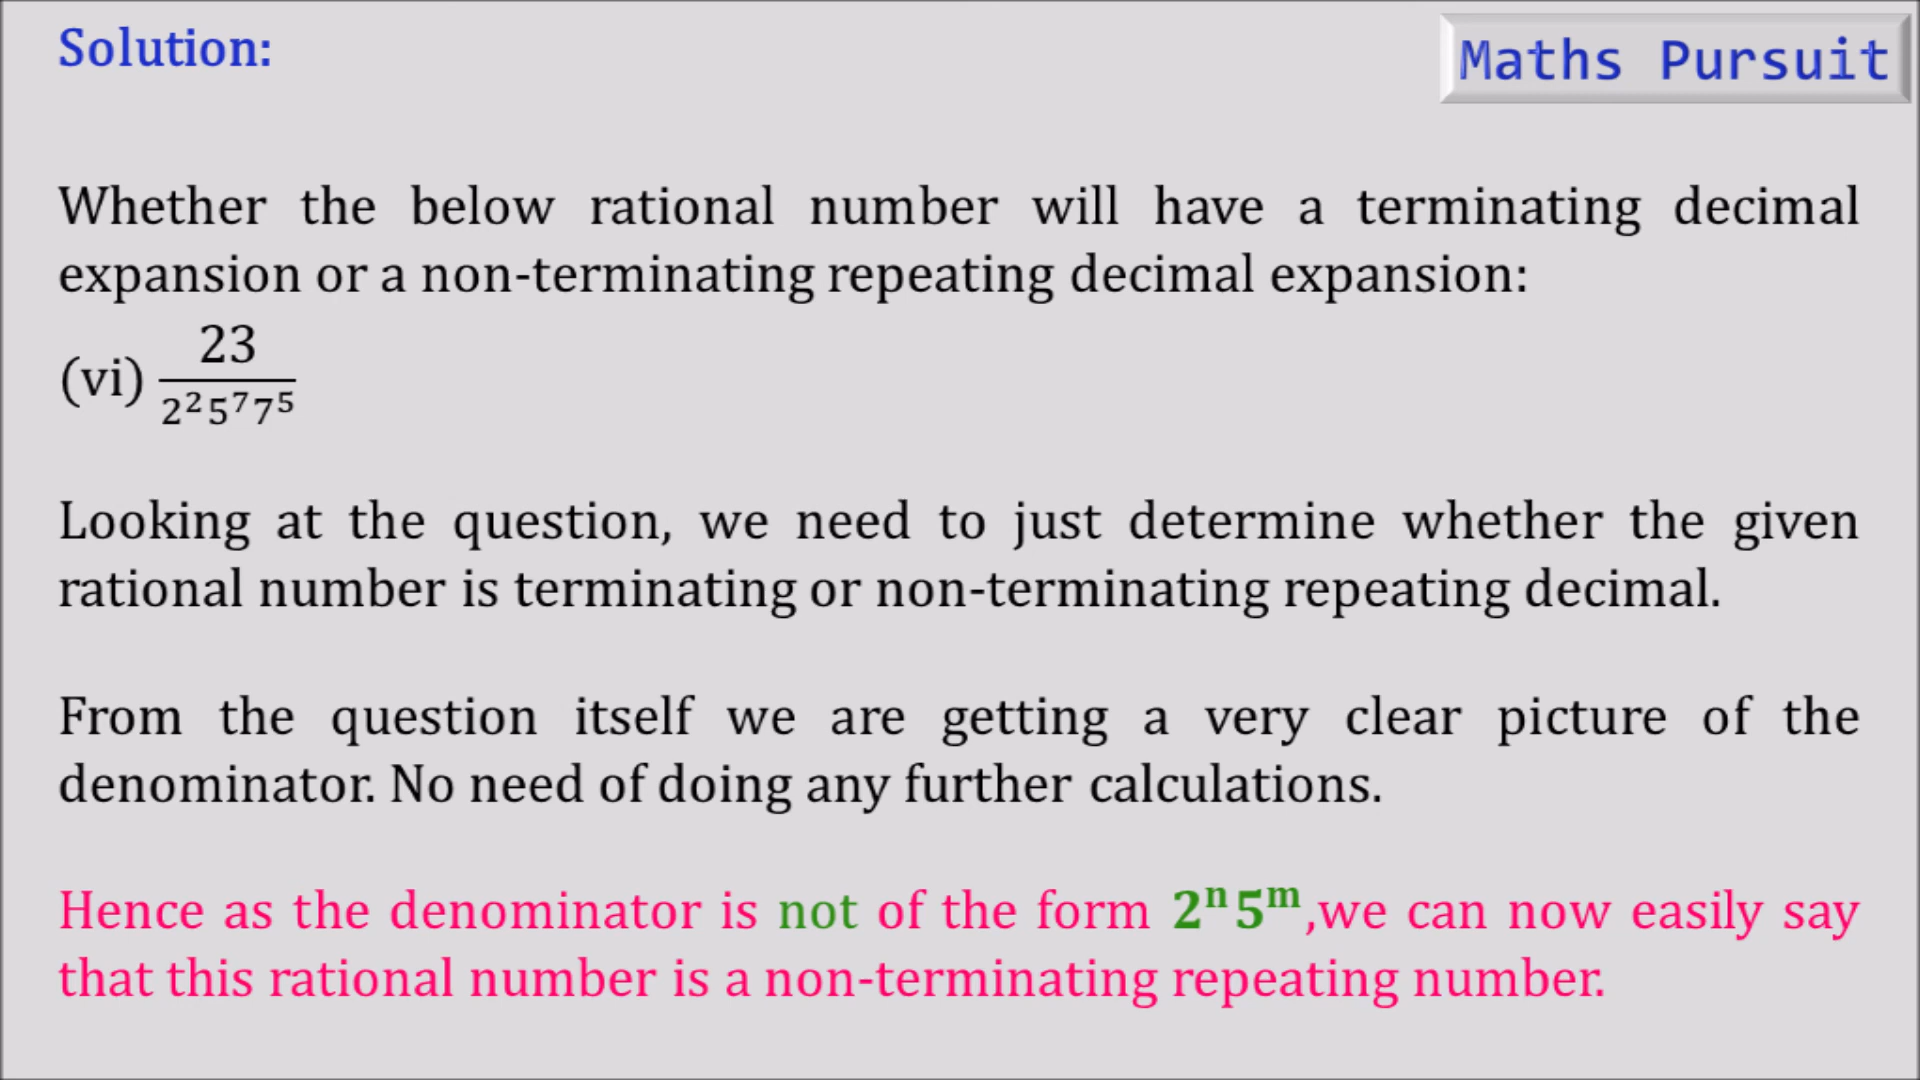 Solution:
Maths Pursuit
Whether the below rational number will have a terminating decimal
expansion or a non-terminating repeating decimal expansion:
(vi) 23
2²5⁷7⁵
Looking at the question, we need to just determine whether the given
rational number is terminating or non-terminating repeating decimal.
From the question itself we are getting a very clear picture of the
denominator. No need of doing any further calculations.
Hence as the denominator is not of the form 2ⁿ5ᵐ,we can now easily say
that this rational number is a non-terminating repeating number.